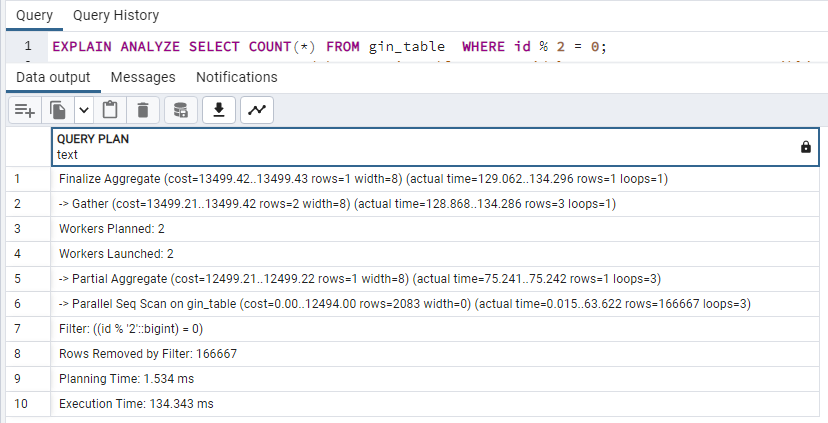 Query Query History
1 EXPLAIN ANALYZE SELECT COUNT(*) FROM gin_table  WHERE id % 2 = 0;
Data output Messages Notifications
QUERY PLAN
text
1 Finalize Aggregate (cost=13499.42..13499.43 rows=1 width=8) (actual time=129.062..134.296 rows=1 loops=1)
2 -> Gather (cost=13499.21..13499.42 rows=2 width=8) (actual time=128.868..134.286 rows=3 loops=1)
3 Workers Planned: 2
4 Workers Launched: 2
5 -> Partial Aggregate (cost=12499.21..12499.22 rows=1 width=8) (actual time=75.241..75.242 rows=1 loops=3)
6 -> Parallel Seq Scan on gin_table (cost=0.00..12494.00 rows=2083 width=0) (actual time=0.015..63.622 rows=166667 loops=3)
7 Filter: ((id % '2'::bigint) = 0)
8 Rows Removed by Filter: 166667
9 Planning Time: 1.534 ms
10 Execution Time: 134.343 ms